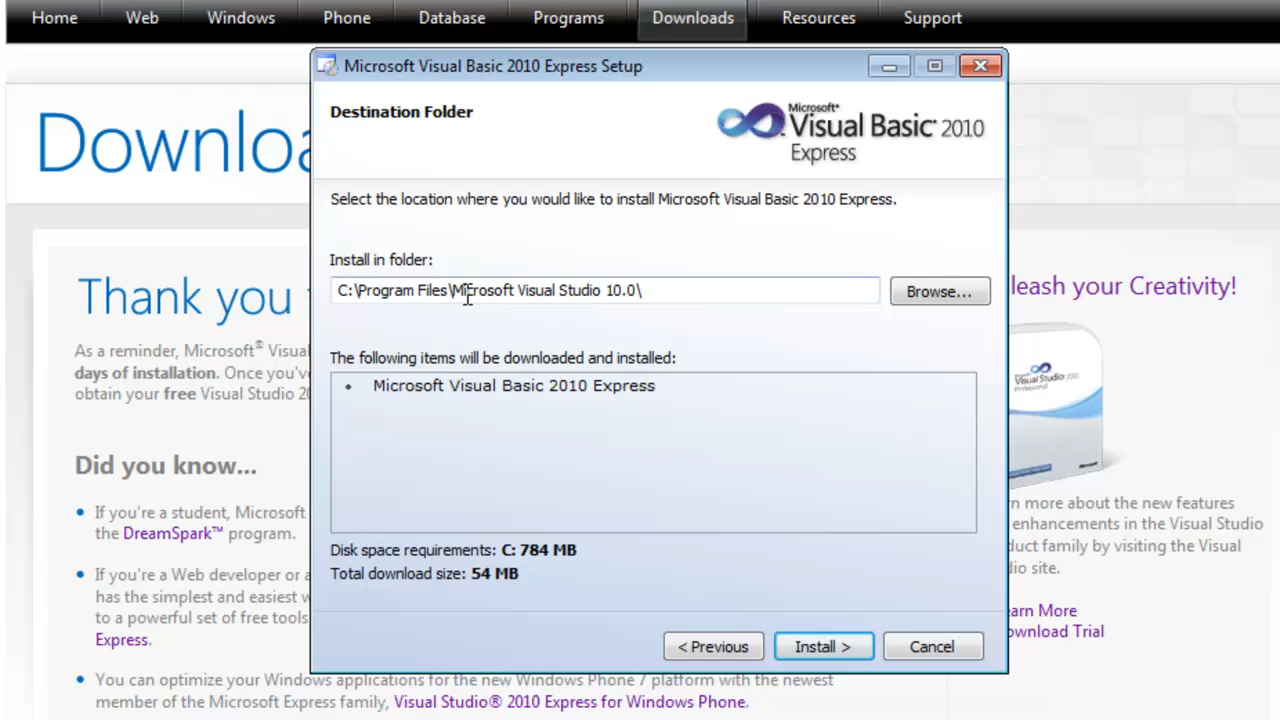 Home Web Windows Phone Database Programs Downloads Resources Support
Microsoft Visual Basic 2010 Express Setup
Destination Folder
Microsoft®
Visual Basic® 2010
Express
Select the location where you would like to install Microsoft Visual Basic 2010 Express.
Install in folder:
C:\Program Files\Microsoft Visual Studio 10.0\
Browse...
The following items will be downloaded and installed:
• Microsoft Visual Basic 2010 Express
Disk space requirements: C: 784 MB
Total download size: 54 MB
< Previous Install > Cancel
Thank you
As a reminder, Microsoft® Visual
days of installation. Once you've
obtain your free Visual Studio
Did you know...
• If you're a student, Microsoft
the DreamSpark™ program.
• If you're a Web developer or
has the simplest and easiest
to a powerful set of free tools
Express.
• You can optimize your Windows applications for the new Windows Phone 7 platform with the newest
member of the Microsoft Express family, Visual Studio® 2010 Express for Windows Phone.
your Creativity!
Visual Studio 2010
more about the new features
enhancements in the Visual Studio
family by visiting the Visual
site.
More
Trial